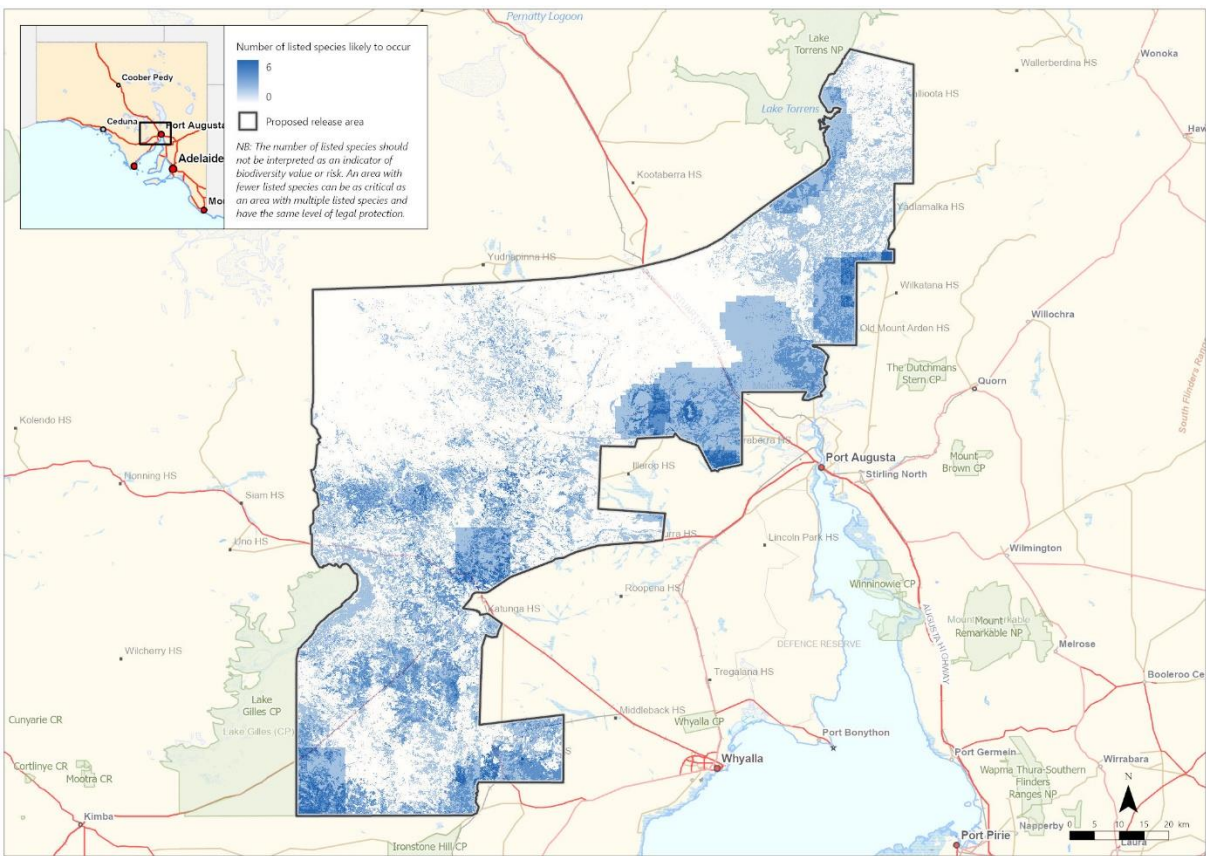 Pernatty Lagoon
Coober Pedy
Ceduna
Port Augusta
Adelaide
Number of listed species likely to occur
6
0
Proposed release area
NB: The number of listed species should
not be interpreted as an indicator of
biodiversity value or risk. An area with
fewer listed species can be as critical as
an area with multiple listed species and
have the same level of legal protection.
Lake
Torrens NP
Lake Torrens
Wallerberdina HS
Wonoka
Kootaberra HS
Yadlamalka HS
Yudnapinna HS
Wilkatana HS
Willochra
Old Mount Arden HS
The Dutchmans
Stern CP
Quorn
South Flinders
Kolendo HS
Nonning HS
Siam HS
Uno HS
Illeroo HS
Port Augusta
Stirling North
Mount
Brown CP
Lincoln Park HS
Wilmington
Roopena HS
Winninowie CP
AUGUSTA HIGHWAY
Katunga HS
DEFENCE RESERVE
Mount
Remarkable NP
Melrose
Wilcherry HS
Tregalana HS
Booleroo Ce
Lake
Gilles CP
Lake Gilles (CP)
Middleback HS
Whyalla CP
Port Bonython
Cunyarie CR
Cortlinye CR
Mootra CR
Whyalla
Port Germein
Wirrabara
Wapma Thura-Southern
Flinders
Ranges NP
N
Kimba
Napperby
0 5 10 15 20 km
Ironstone Hill CP
Port Pirie
Laura